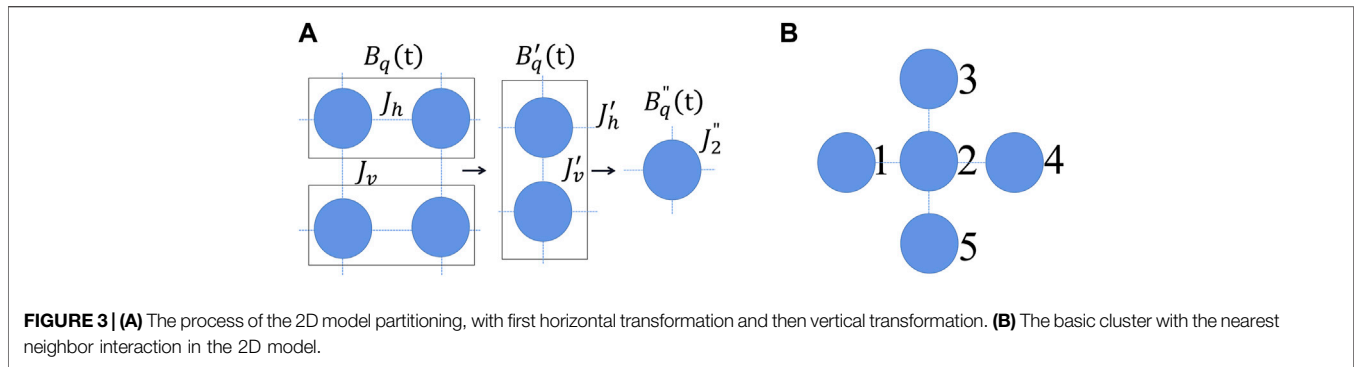 A
B
B_q(t)
B'_q(t)
B''_q(t)
J_h
J'_h
J''_2
J_v
J'_v
3
1
2
4
5
FIGURE 3 | (A) The process of the 2D model partitioning, with first horizontal transformation and then vertical transformation. (B) The basic cluster with the nearest
neighbor interaction in the 2D model.